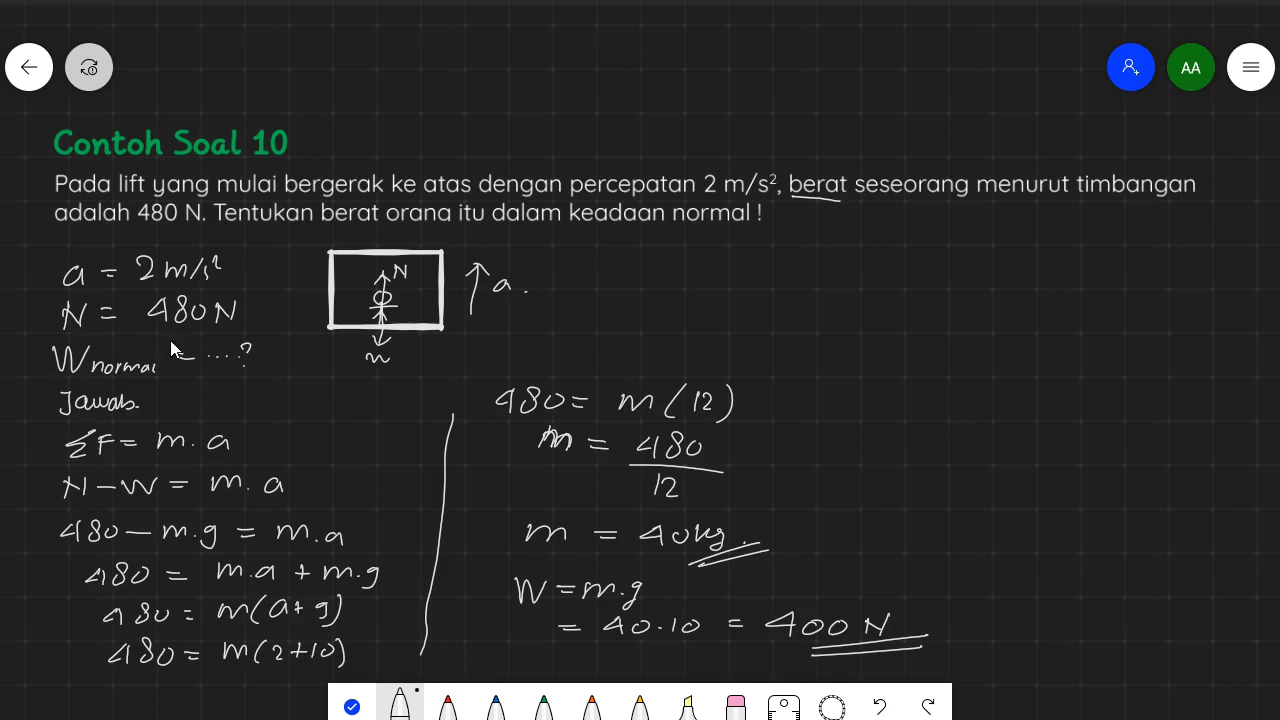 AA
Contoh Soal 10
Pada lift yang mulai bergerak ke atas dengan percepatan 2 m/s², berat seseorang menurut timbangan
adalah 480 N. Tentukan berat orang itu dalam keadaan normal !
a = 2 m/s²
N = 480 N
W normal = ....?
Jawab.
ΣF = m . a
N - W = m . a
480 - m.g = m.a
480 = m.a + m.g
480 = m(a+g)
480 = m(2+10)
N
w
a .
480 = m (12)
m = 480
12
m = 40 kg.
W = m.g
= 40.10 = 400 N